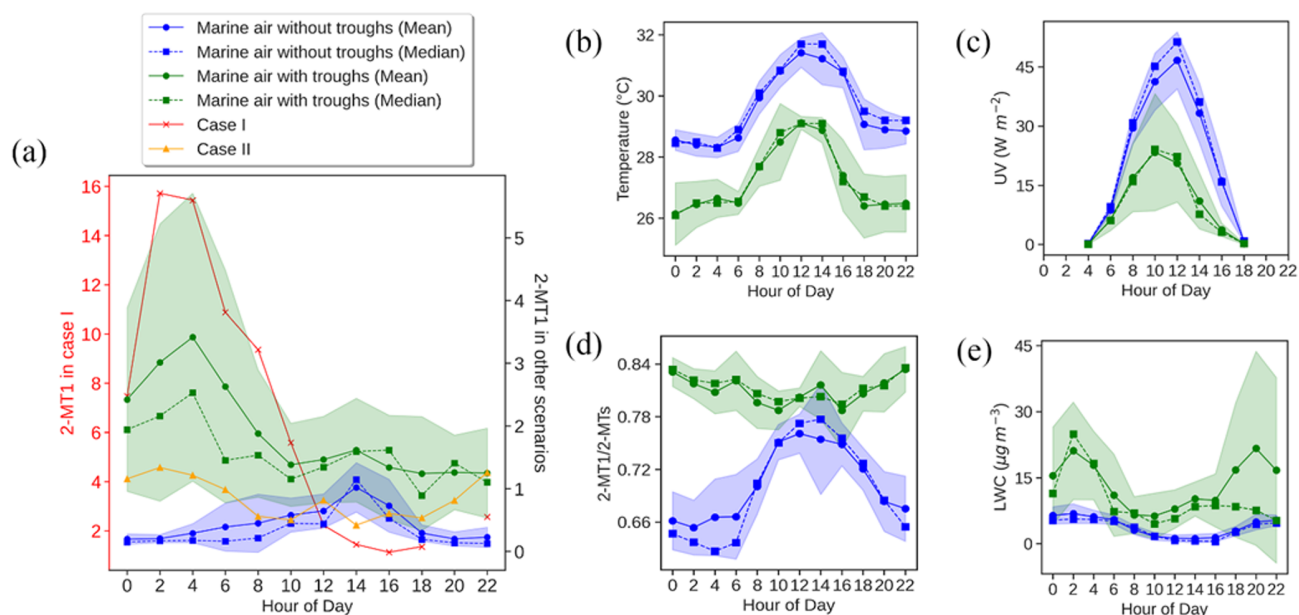 Marine air without troughs (Mean)
Marine air without troughs (Median)
Marine air with troughs (Mean)
Marine air with troughs (Median)
Case I
Case II
(a)
16
14
12
10
8
6
4
2
2-MT1 in case I
5
4
3
2
1
0
2-MT1 in other scenarios
0 2 4 6 8 10 12 14 16 18 20 22
Hour of Day
(b)
32
30
28
26
Temperature (°C)
0 2 4 6 8 10 12 14 16 18 20 22
Hour of Day
(c)
45
30
15
0
UV (W m⁻²)
0 2 4 6 8 10 12 14 16 18 20 22
Hour of Day
(d)
0.84
0.78
0.72
0.66
2-MT1/2-MTs
0 2 4 6 8 10 12 14 16 18 20 22
Hour of Day
(e)
45
30
15
0
LWC (μg m⁻³)
0 2 4 6 8 10 12 14 16 18 20 22
Hour of Day